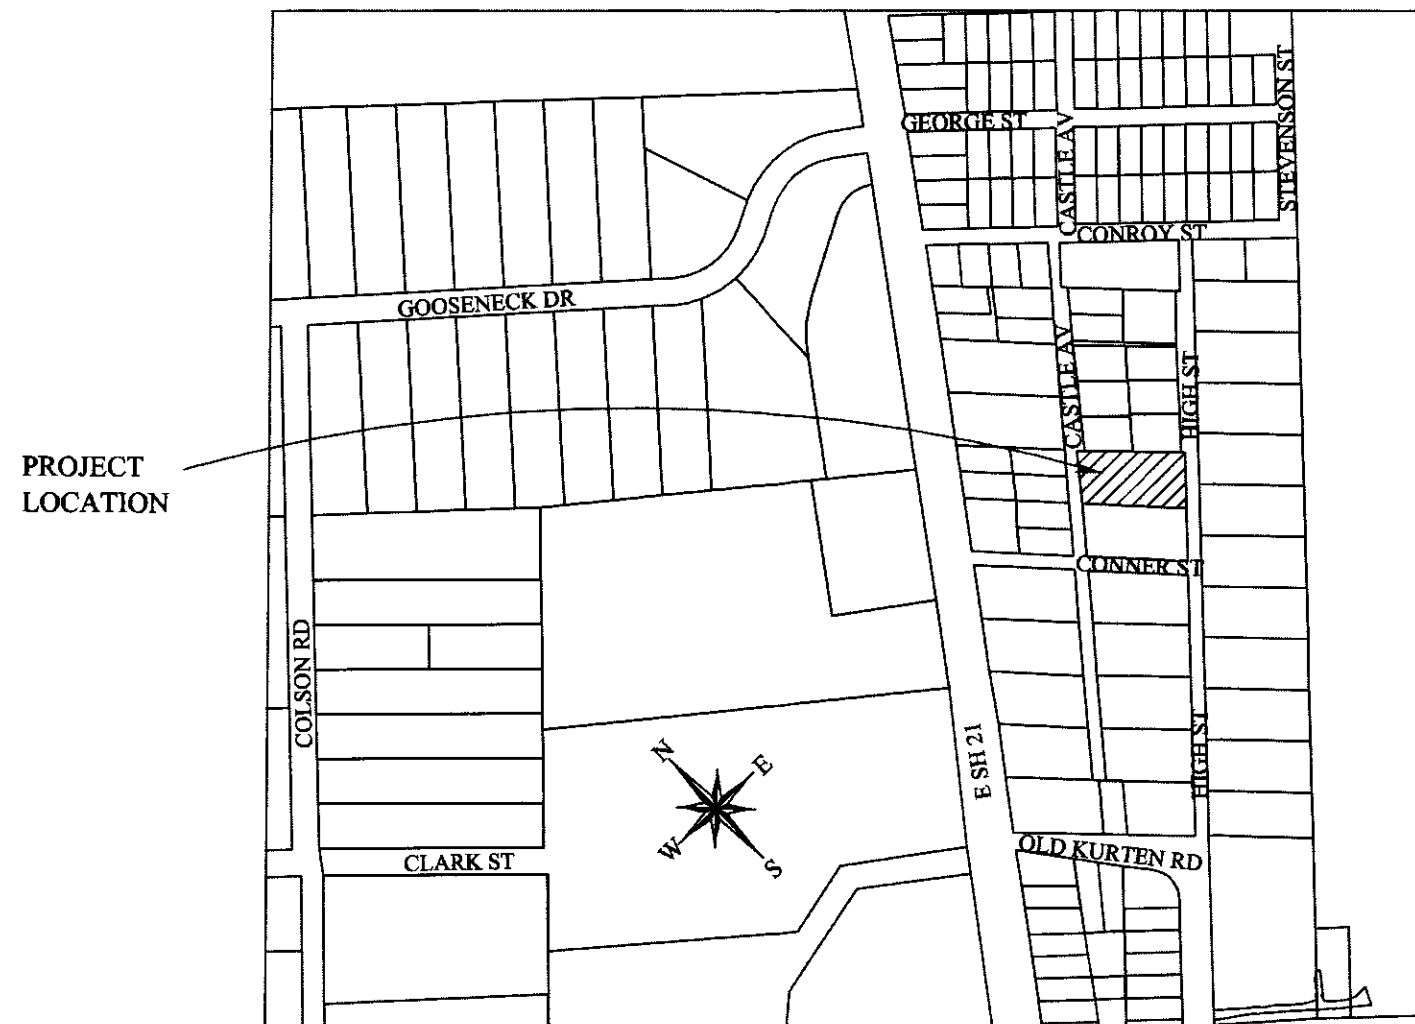 GEORGE ST
CASTLE AV
STEVENSON ST
CONROY ST
GOOSENECK DR
CASTLE AV
HIGH ST
PROJECT
LOCATION
CONNER ST
COLSON RD
HIGH ST
E SH 21
N
E
W
S
CLARK ST
OLD KURTEN RD